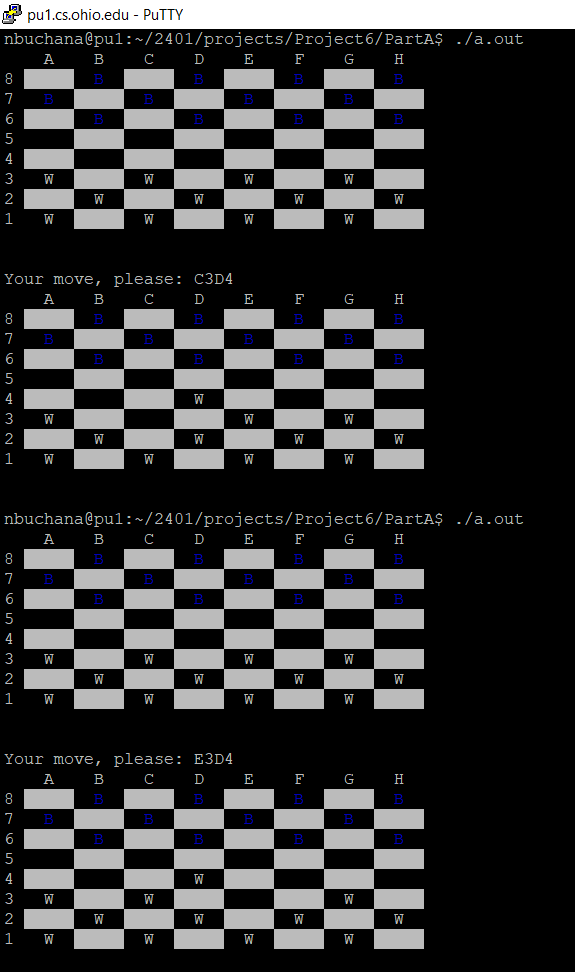 pu1.cs.ohio.edu - PuTTY
nbuchana@pu1:~/2401/projects/Project6/PartA$ ./a.out
A B C D E F G H
8 B B B B
7 B B B B
6 B B B B
5
4
3 W W W W
2 W W W W
1 W W W W
Your move, please: C3D4
A B C D E F G H
8 B B B B
7 B B B B
6 B B B B
5
4 W
3 W W W
2 W W W W
1 W W W W
nbuchana@pu1:~/2401/projects/Project6/PartA$ ./a.out
A B C D E F G H
8 B B B B
7 B B B B
6 B B B B
5
4
3 W W W W
2 W W W W
1 W W W W
Your move, please: E3D4
A B C D E F G H
8 B B B B
7 B B B B
6 B B B B
5
4 W
3 W W W
2 W W W W
1 W W W W